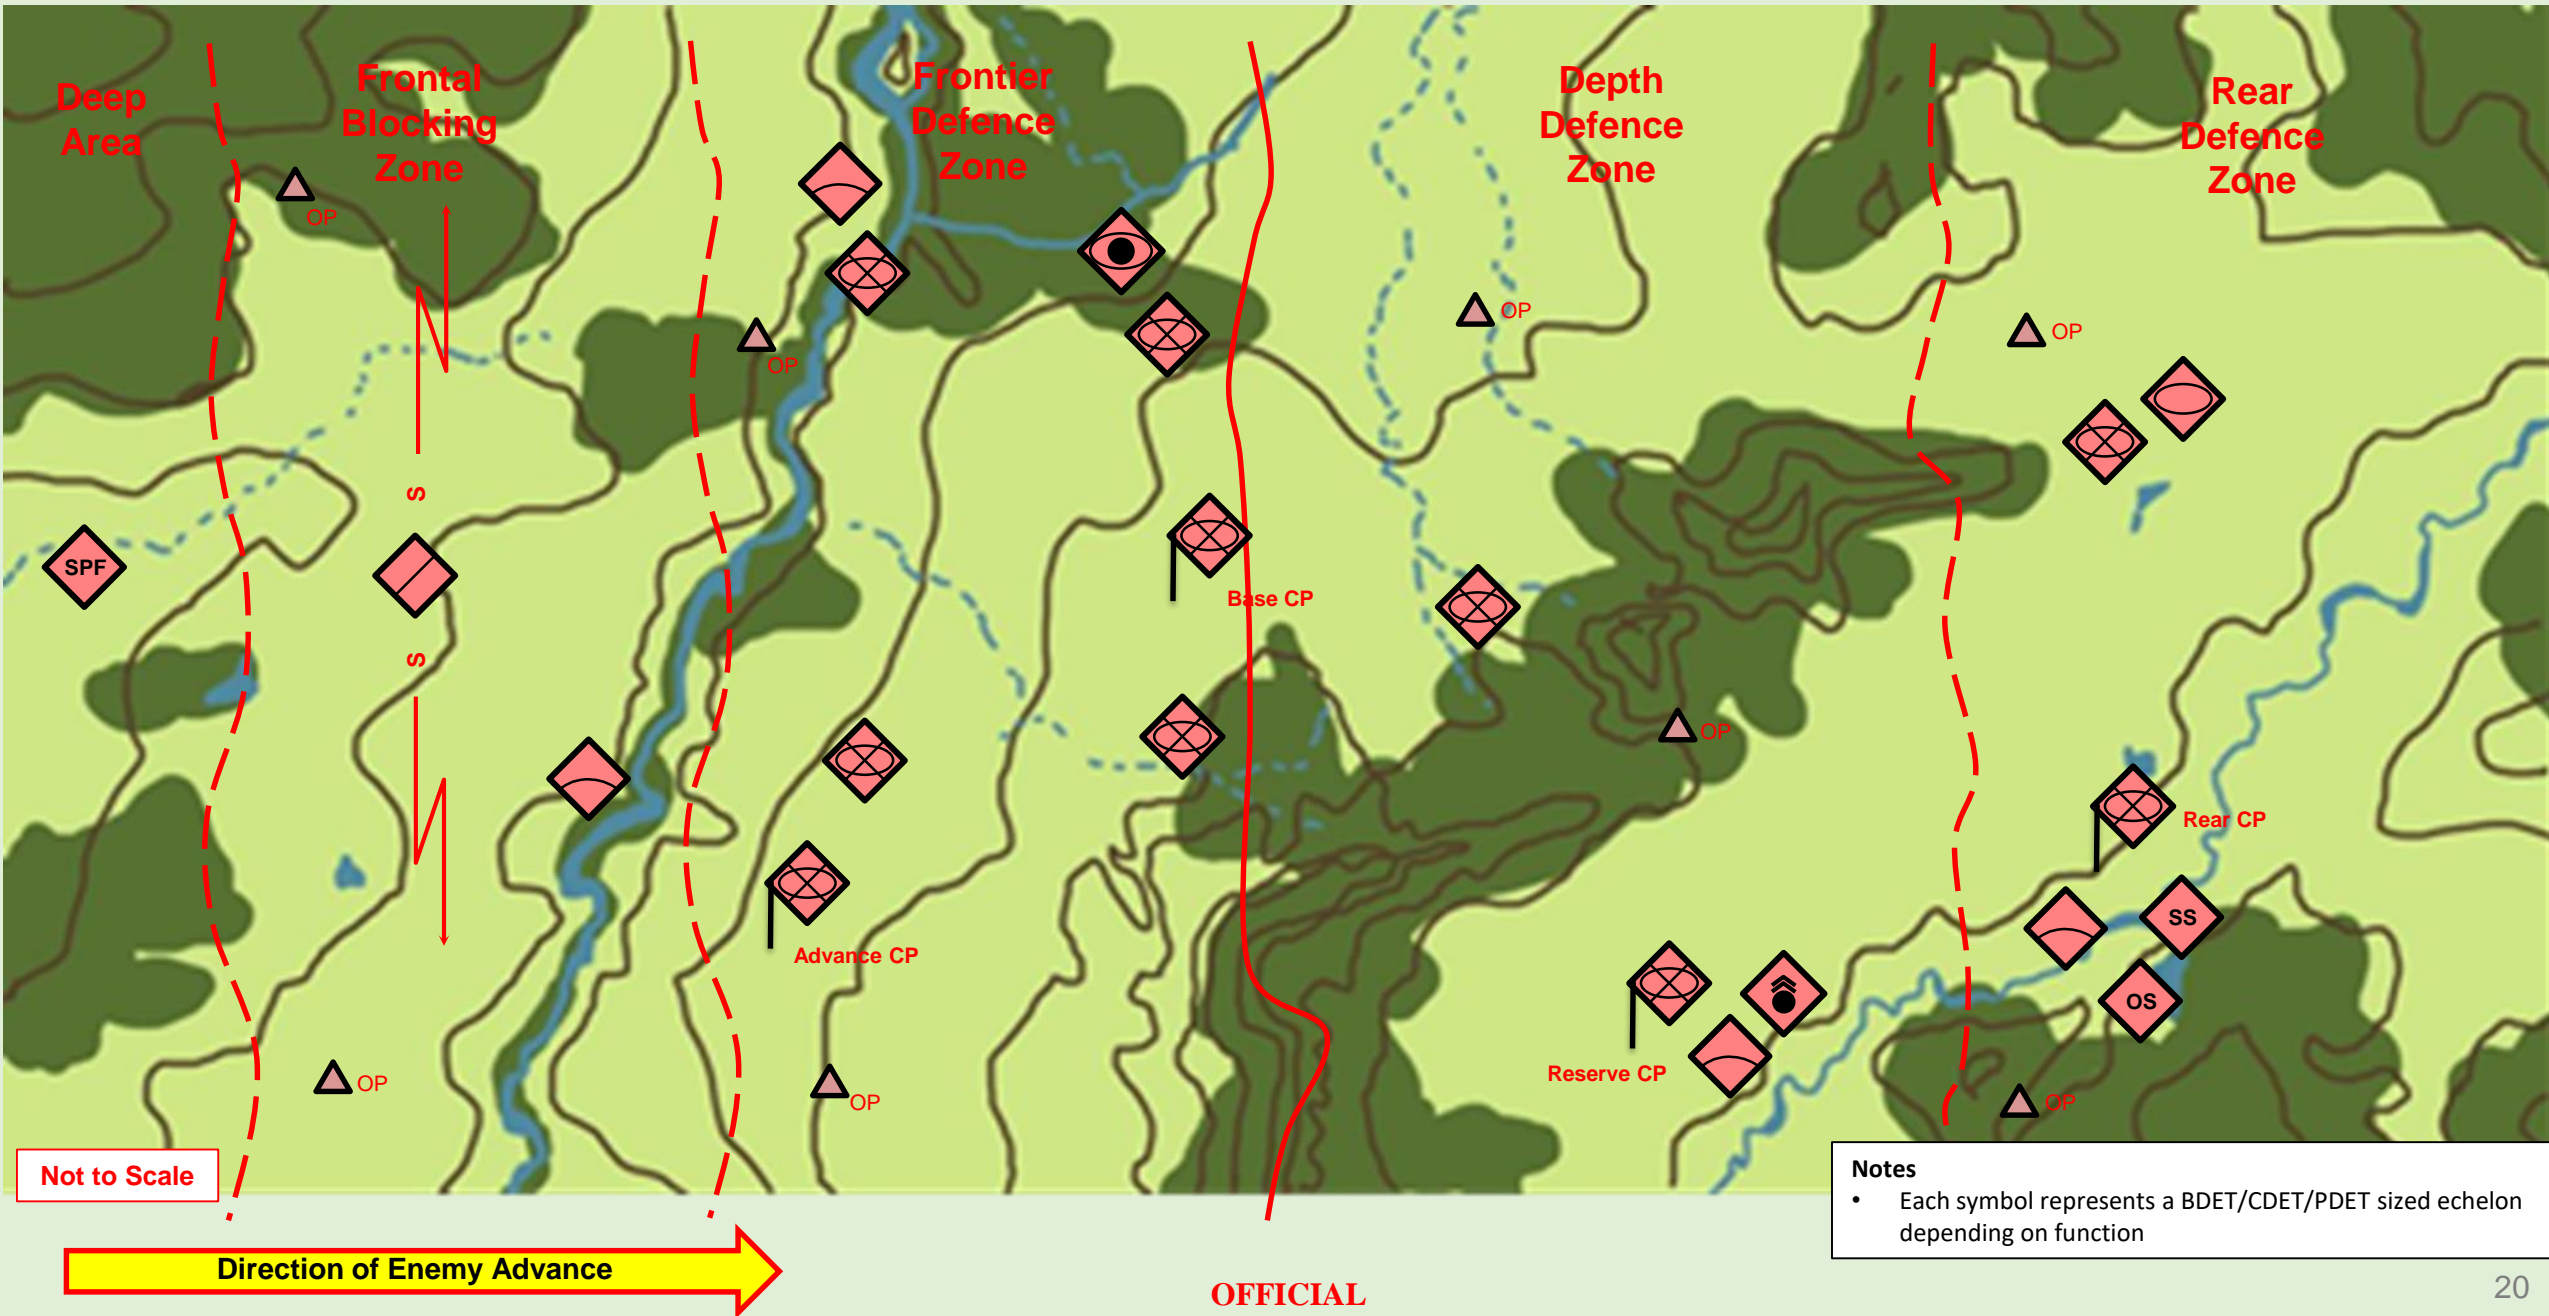 Deep
Area
Frontal
Blocking
Zone
Frontier
Defence
Zone
Depth
Defence
Zone
Rear
Defence
Zone
OP
OP
OP
OP
S
SPF
Base CP
S
OP
Rear CP
Advance CP
SS
OS
Reserve CP
OP
OP
OP
Not to Scale
Notes
• Each symbol represents a BDET/CDET/PDET sized echelon
depending on function
Direction of Enemy Advance
OFFICIAL
20